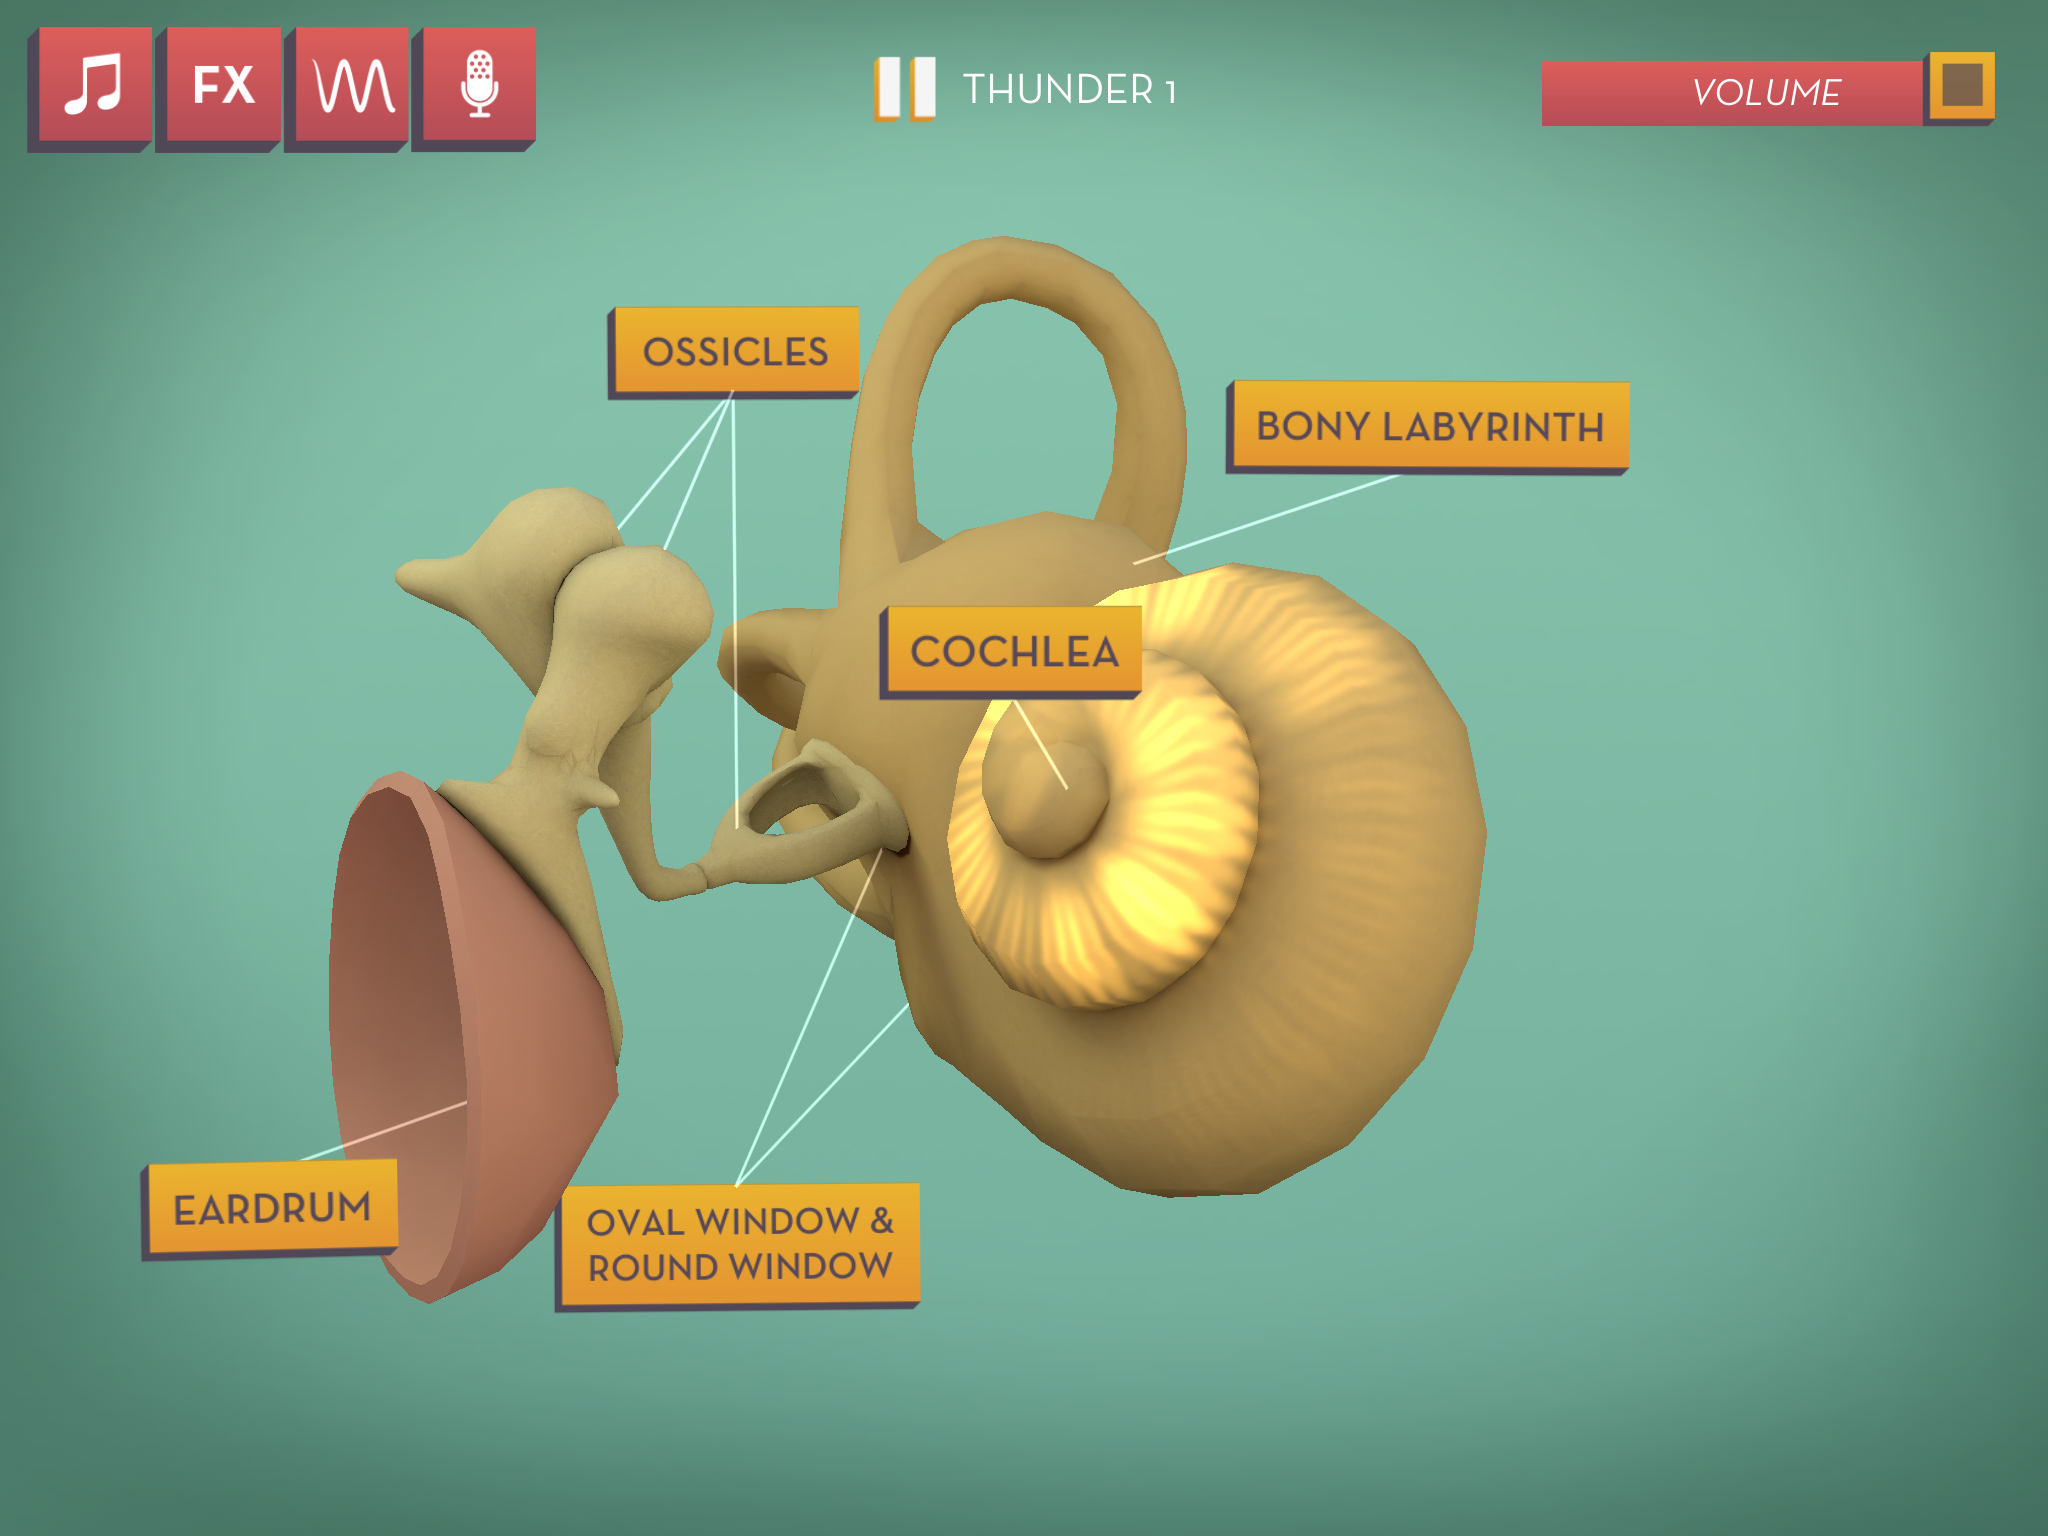 FX
THUNDER 1
VOLUME
OSSICLES
BONY LABYRINTH
COCHLEA
EARDRUM
OVAL WINDOW &
ROUND WINDOW